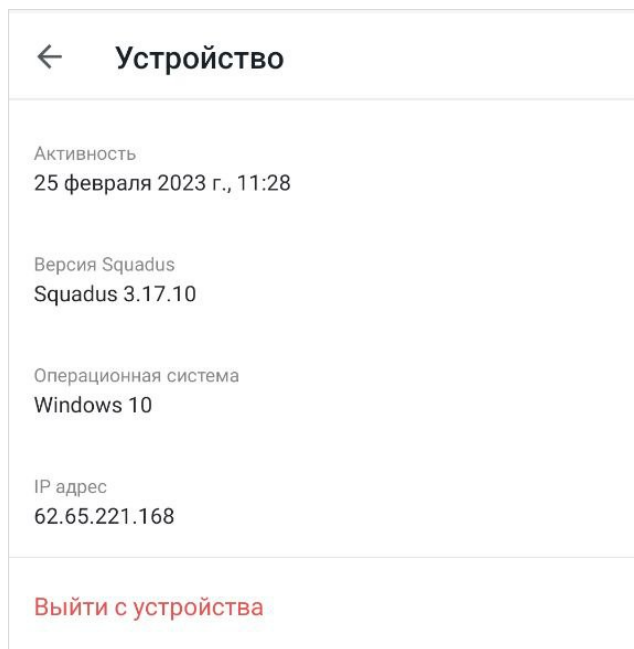 Устройство
Активность
25 февраля 2023 г., 11:28
Версия Squadus
Squadus 3.17.10
Операционная система
Windows 10
IP адрес
62.65.221.168
Выйти с устройства